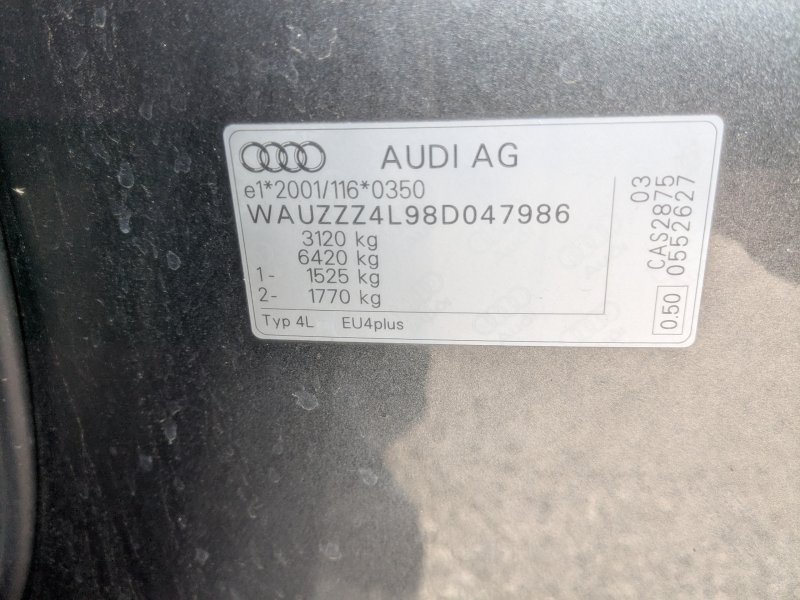 AUDI AG
e1*2001/116*0350
WAUZZZ4L98D047986
3120 kg
6420 kg
1- 1525 kg
2- 1770 kg
Typ 4L EU4plus
03
CAS2875
0552627
0.50